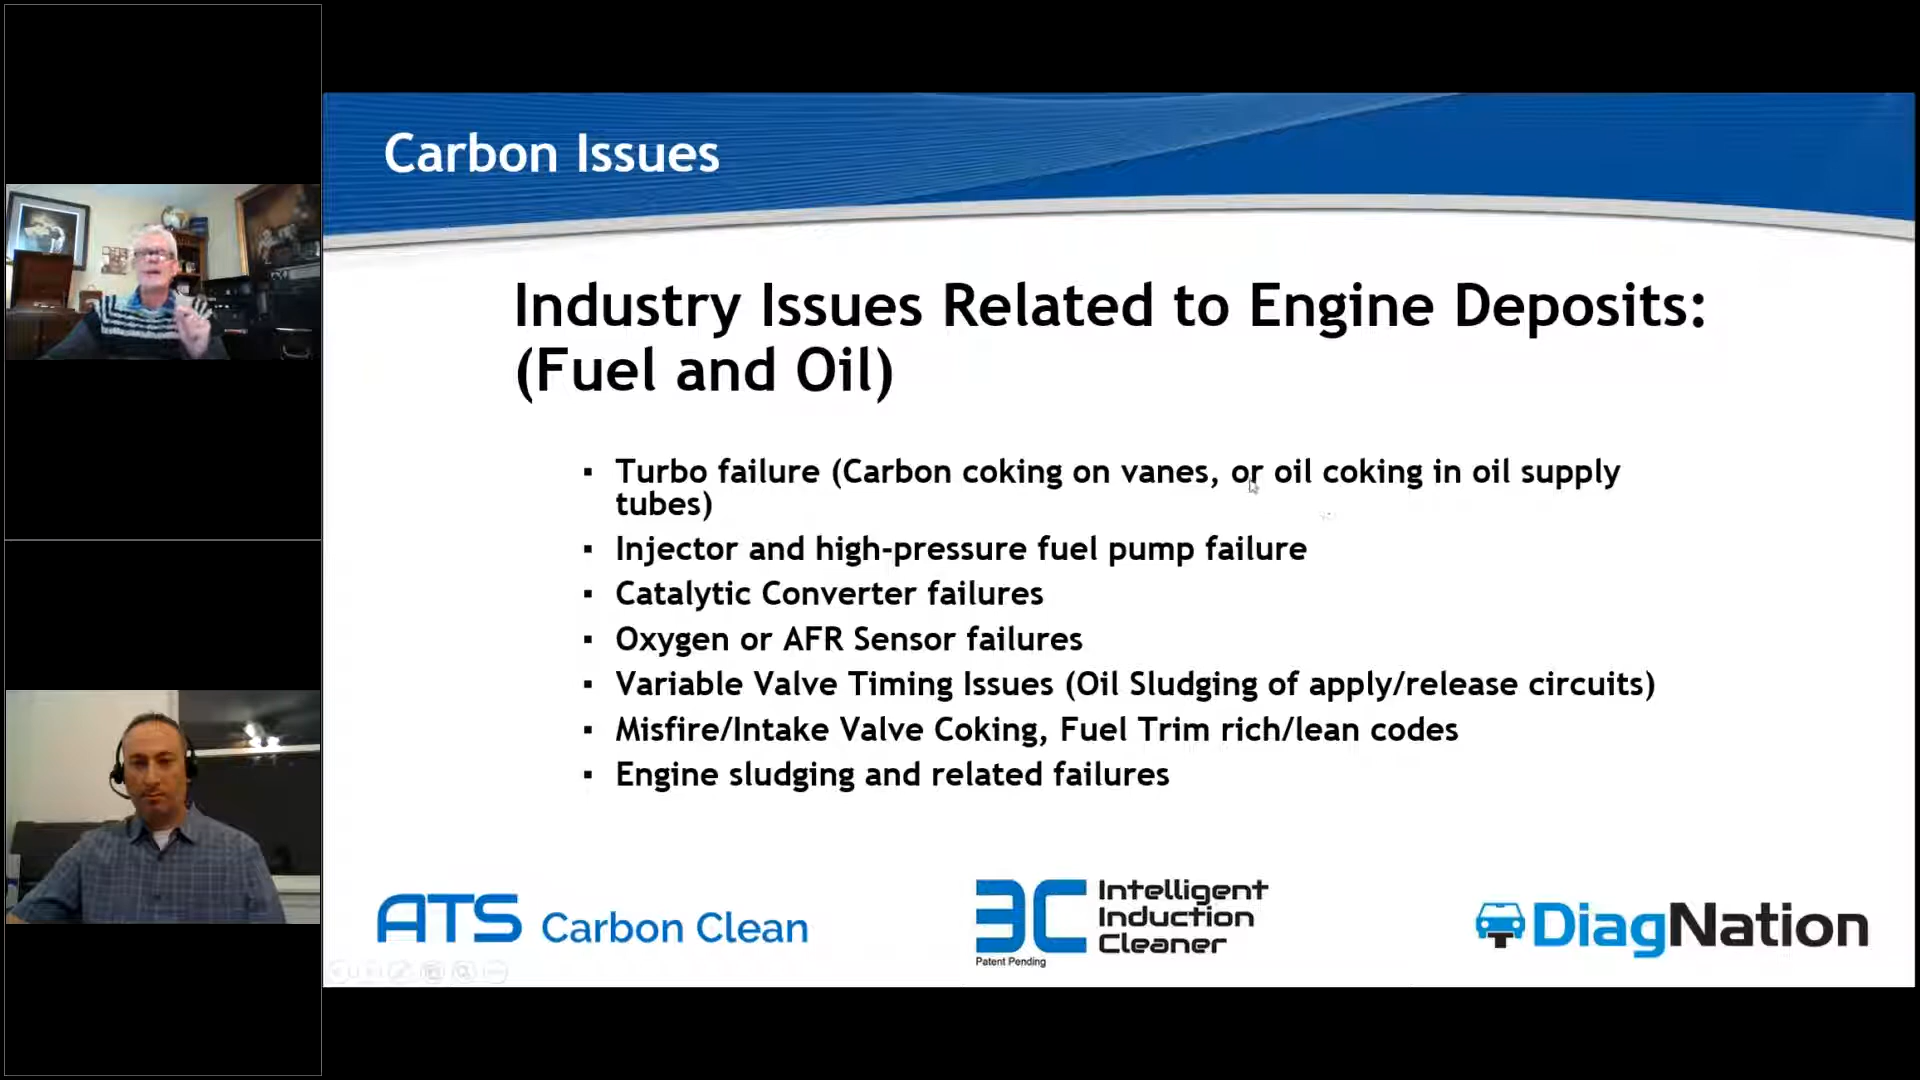 Carbon Issues
Industry Issues Related to Engine Deposits:
(Fuel and Oil)
▪ Turbo failure (Carbon coking on vanes, or oil coking in oil supply
tubes)
▪ Injector and high-pressure fuel pump failure
▪ Catalytic Converter failures
▪ Oxygen or AFR Sensor failures
▪ Variable Valve Timing Issues (Oil Sludging of apply/release circuits)
▪ Misfire/Intake Valve Coking, Fuel Trim rich/lean codes
▪ Engine sludging and related failures
ATS Carbon Clean
3C Intelligent
Induction
Cleaner
Patent Pending
DiagNation